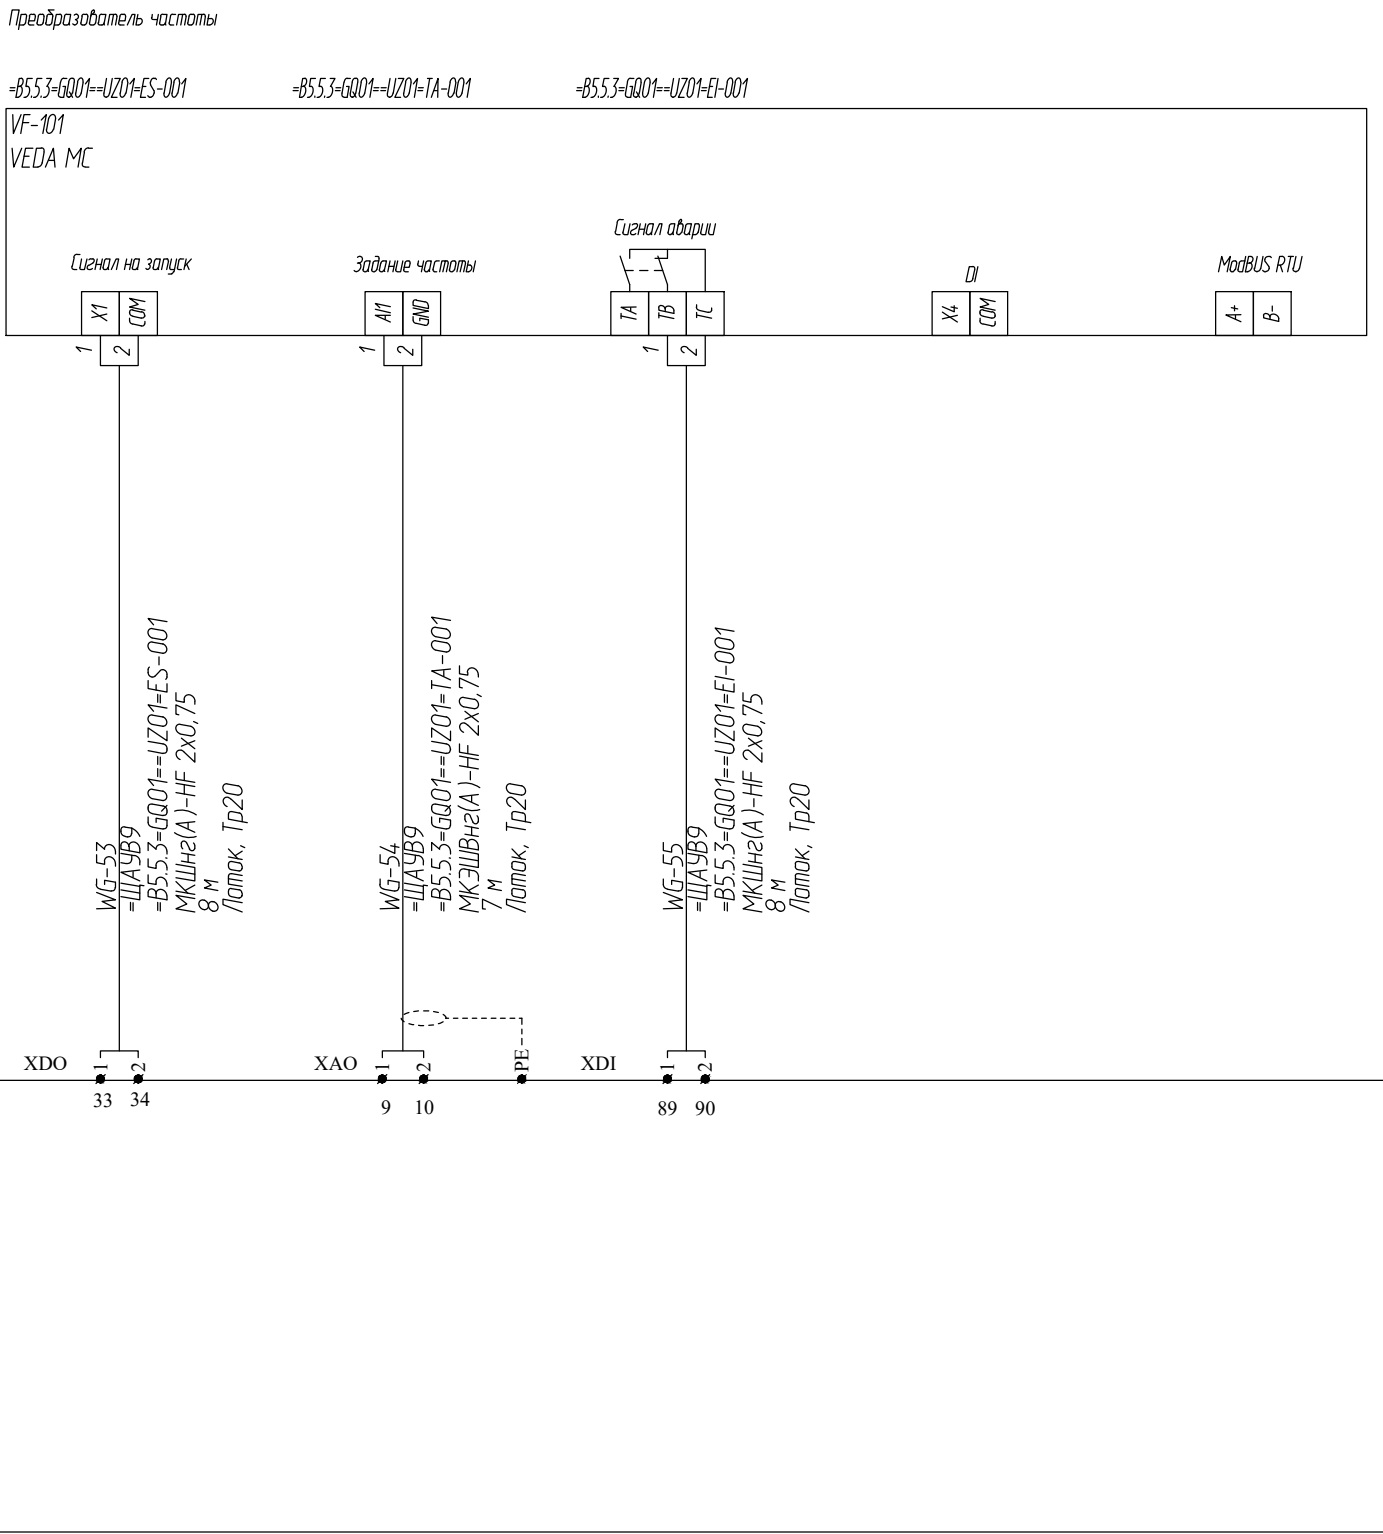 Преобразователь частоты
=B5.5.3=GQ01==UZ01=ES-001
=B5.5.3=GQ01==UZ01=TA-001
=B5.5.3=GQ01==UZ01=EI-001
VF-101
VEDA MC
Сигнал на запуск
Задание частоты
Сигнал аварии
DI
ModBUS RTU
X1
COM
AI1
GND
TA
TB
TC
X4
COM
A+
B-
1
2
1
2
1
2
WG-53
=ЩАУВ9
=B5.5.3=GQ01==UZ01=ES-001
МКШнг(А)-HF 2x0,75
8 м
Лоток, Тр20
WG-54
=ЩАУВ9
=B5.5.3=GQ01==UZ01=TA-001
МКЭШВнг(А)-HF 2x0,75
7 м
Лоток, Тр20
WG-55
=ЩАУВ9
=B5.5.3=GQ01==UZ01=EI-001
МКШнг(А)-HF 2x0,75
8 м
Лоток, Тр20
XDO
1
2
XAO
1
2
PE
XDI
1
2
33
34
9
10
89
90